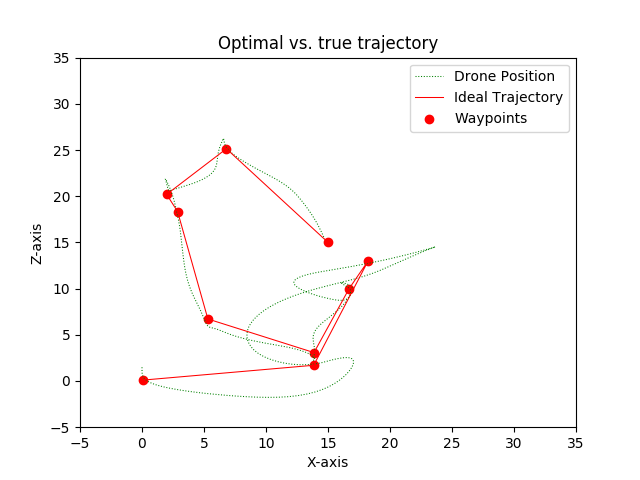 Optimal vs. true trajectory
Drone Position
Ideal Trajectory
Waypoints
35
30
25
20
15
10
5
0
−5
Z-axis
−5 0 5 10 15 20 25 30 35
X-axis